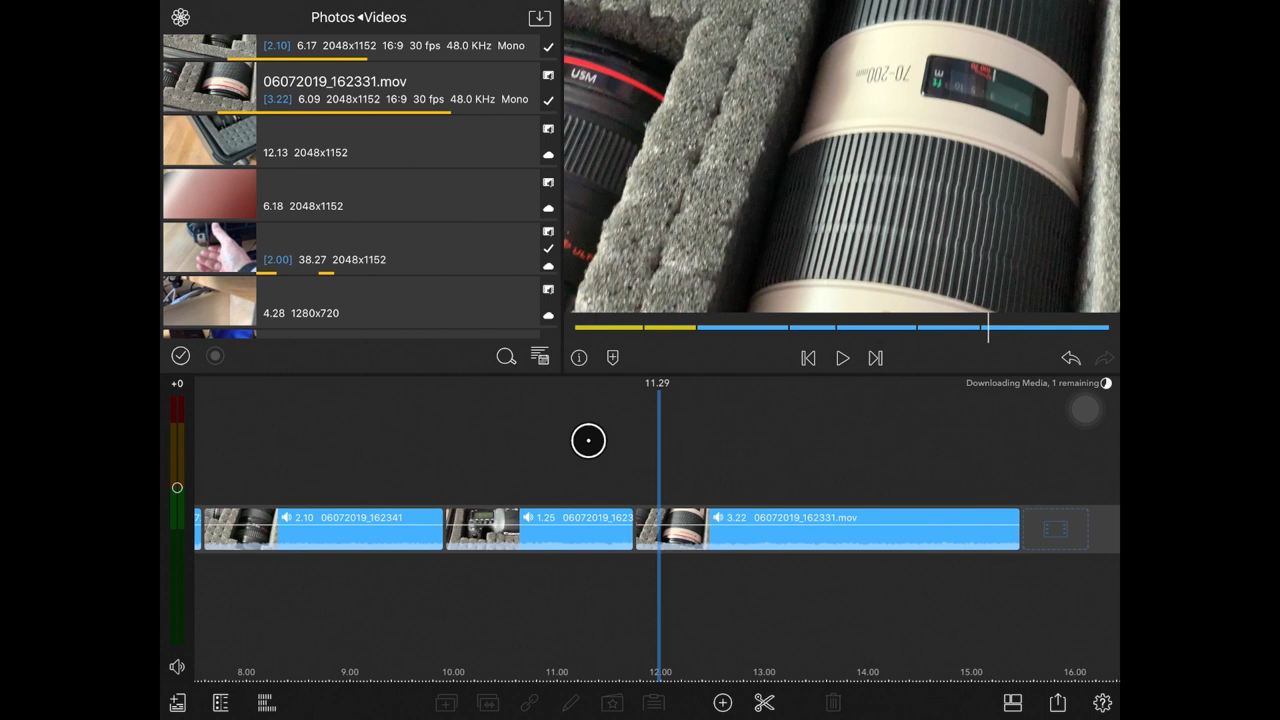 Photos◂Videos
[2.10] 6.17 2048x1152 16:9 30 fps 48.0 KHz Mono
06072019_162331.mov
[3.22] 6.09 2048x1152 16:9 30 fps 48.0 KHz Mono
12.13 2048x1152
6.18 2048x1152
[2.00] 38.27 2048x1152
4.28 1280x720
USM
70-200mm
+0
11.29
Downloading Media, 1 remaining
2.10 06072019_162341
1.25 06072019_1623
3.22 06072019_162331.mov
8.00 9.00 10.00 11.00 12.00 13.00 14.00 15.00 16.00